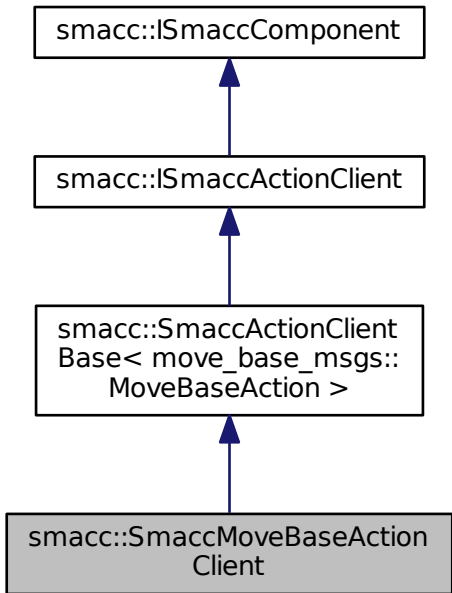 smacc::ISmaccComponent
smacc::ISmaccActionClient
smacc::SmaccActionClient
Base< move_base_msgs::
MoveBaseAction >
smacc::SmaccMoveBaseAction
Client